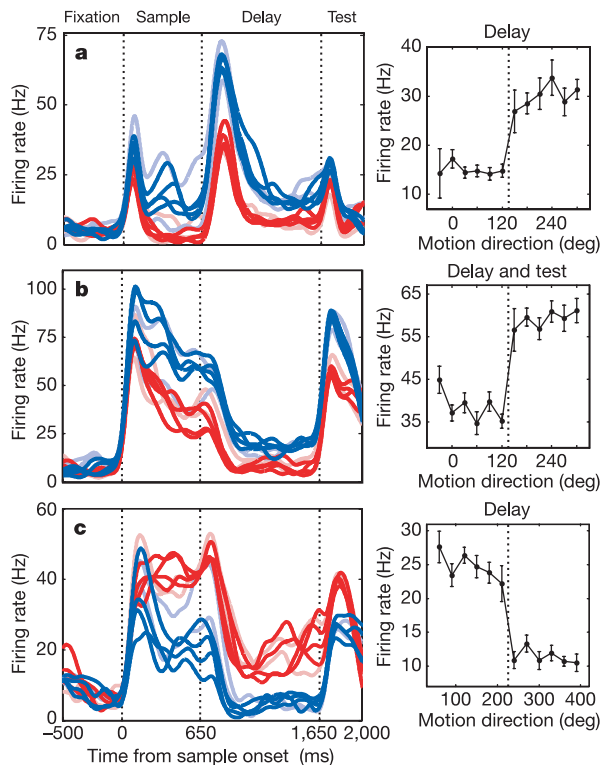 Fixation Sample Delay Test
a
75
50
25
0
Firing rate (Hz)
Delay
40
30
20
10
Firing rate (Hz)
0 120 240
Motion direction (deg)
b
100
75
50
25
0
Firing rate (Hz)
Delay and test
65
55
45
35
Firing rate (Hz)
0 120 240
Motion direction (deg)
c
60
40
20
0
Firing rate (Hz)
−500 0 650 1,650 2,000
Time from sample onset (ms)
Delay
30
25
20
15
10
Firing rate (Hz)
100 200 300 400
Motion direction (deg)